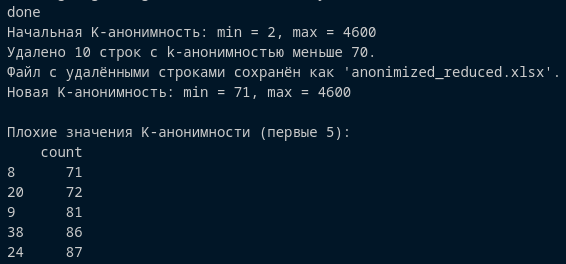 done
Начальная К-анонимность: min = 2, max = 4600
Удалено 10 строк с k-анонимностью меньше 70.
Файл с удалёнными строками сохранён как 'anonimized_reduced.xlsx'.
Новая К-анонимность: min = 71, max = 4600
Плохие значения К-анонимности (первые 5):
count
8 71
20 72
9 81
38 86
24 87